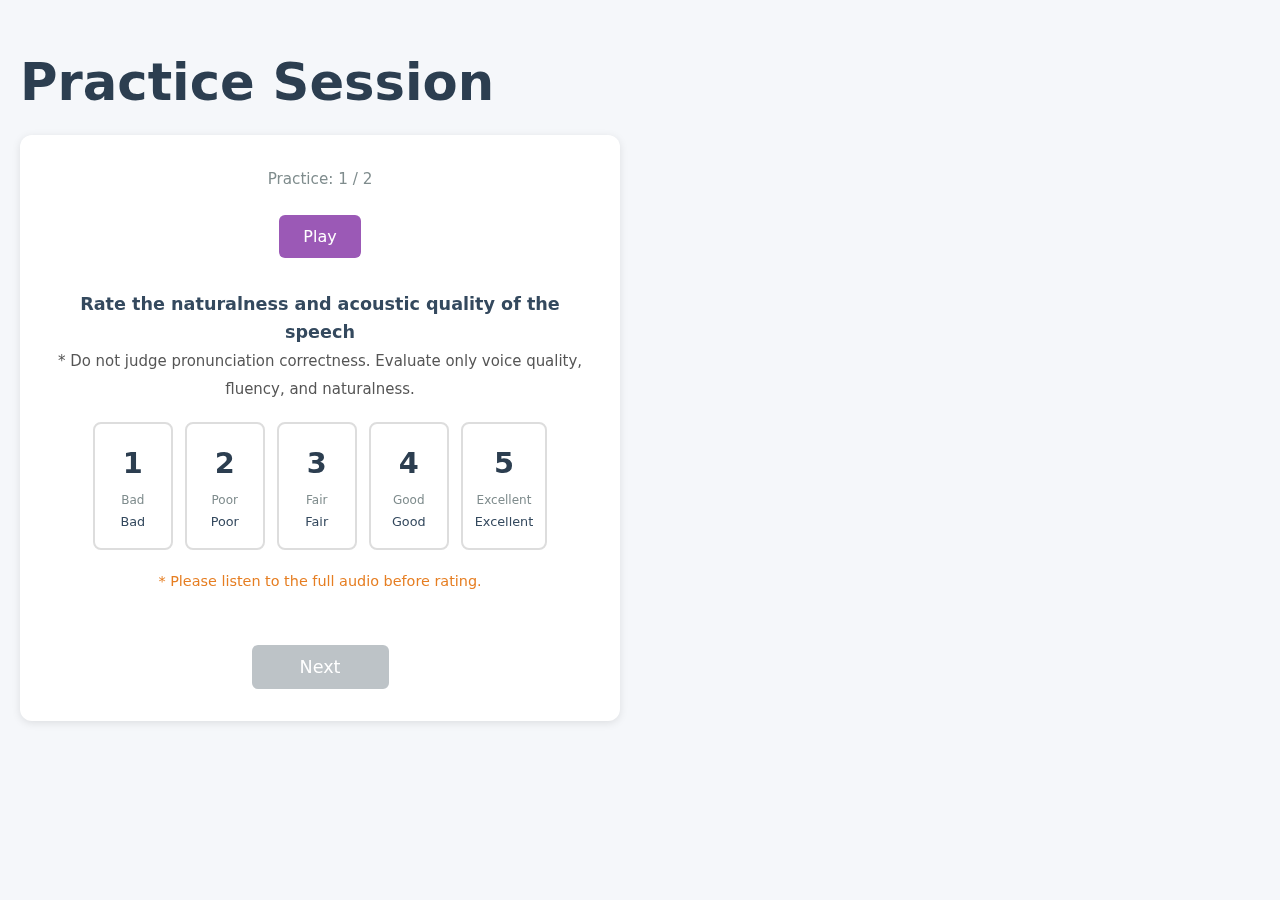 Practice Session
Practice: 1 / 2
Play
Rate the naturalness and acoustic quality of the
speech
* Do not judge pronunciation correctness. Evaluate only voice quality,
fluency, and naturalness.
1 2 3 4 5
Bad Poor Fair Good Excellent
Bad Poor Fair Good Excellent
* Please listen to the full audio before rating.
Next